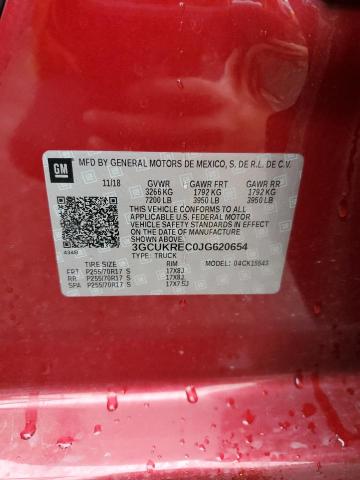 GM
MFD BY GENERAL MOTORS DE MEXICO, S. DE R.L. DE C.V.
11/18 GVWR GAWR FRT GAWR RR
3266 KG 1792 KG 1792 KG
7200 LB 3950 LB 3950 LB
THIS VEHICLE CONFORMS TO ALL
APPLICABLE U.S. FEDERAL MOTOR
VEHICLE SAFETY STANDARDS IN EFFECT
ON THE DATE OF MANUFACTURE SHOWN ABOVE.
3GCUKREC0JG620654
TYPE: TRUCK
TIRE SIZE RIM MODEL: 04CK15543
FRT P255/70R17 S 17X8J
RR P255/70R17 S 17X8J
SPA P255/70R17 S 17X7.5J